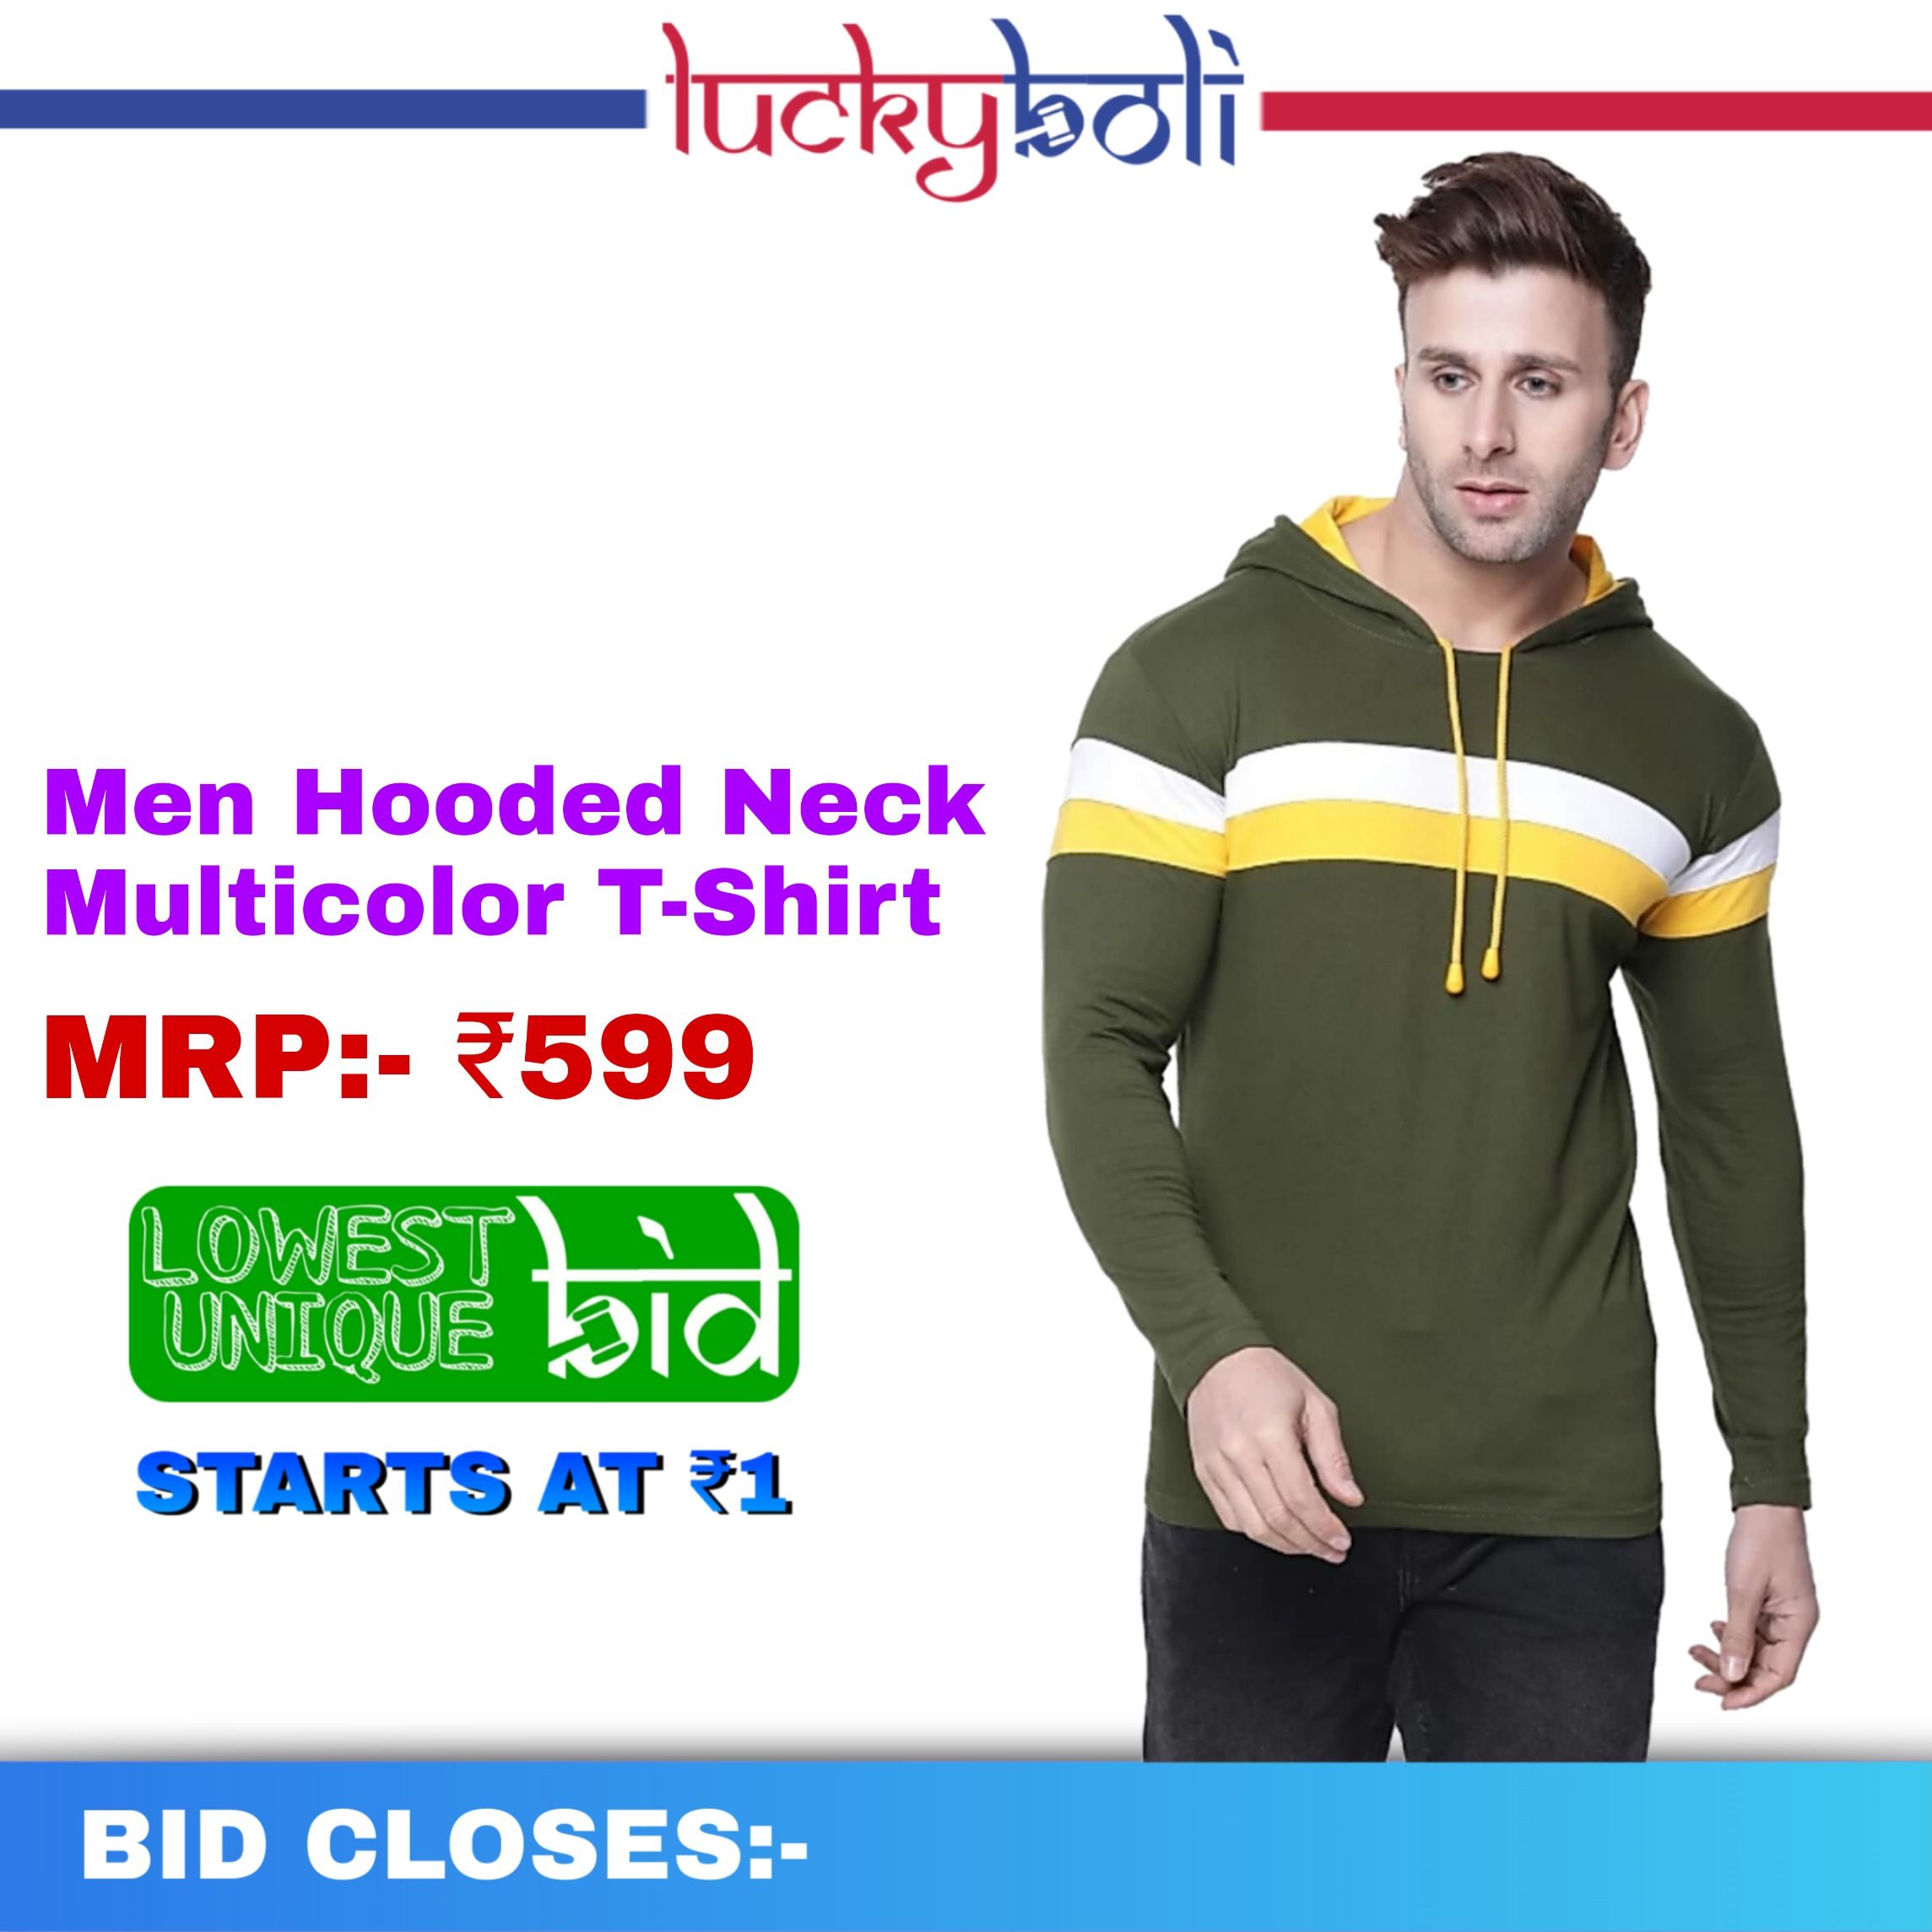 luckyboli
Men Hooded Neck
Multicolor T-Shirt
MRP:- ₹599
LOWEST
UNIQUE
bid
STARTS AT ₹1
BID CLOSES:-